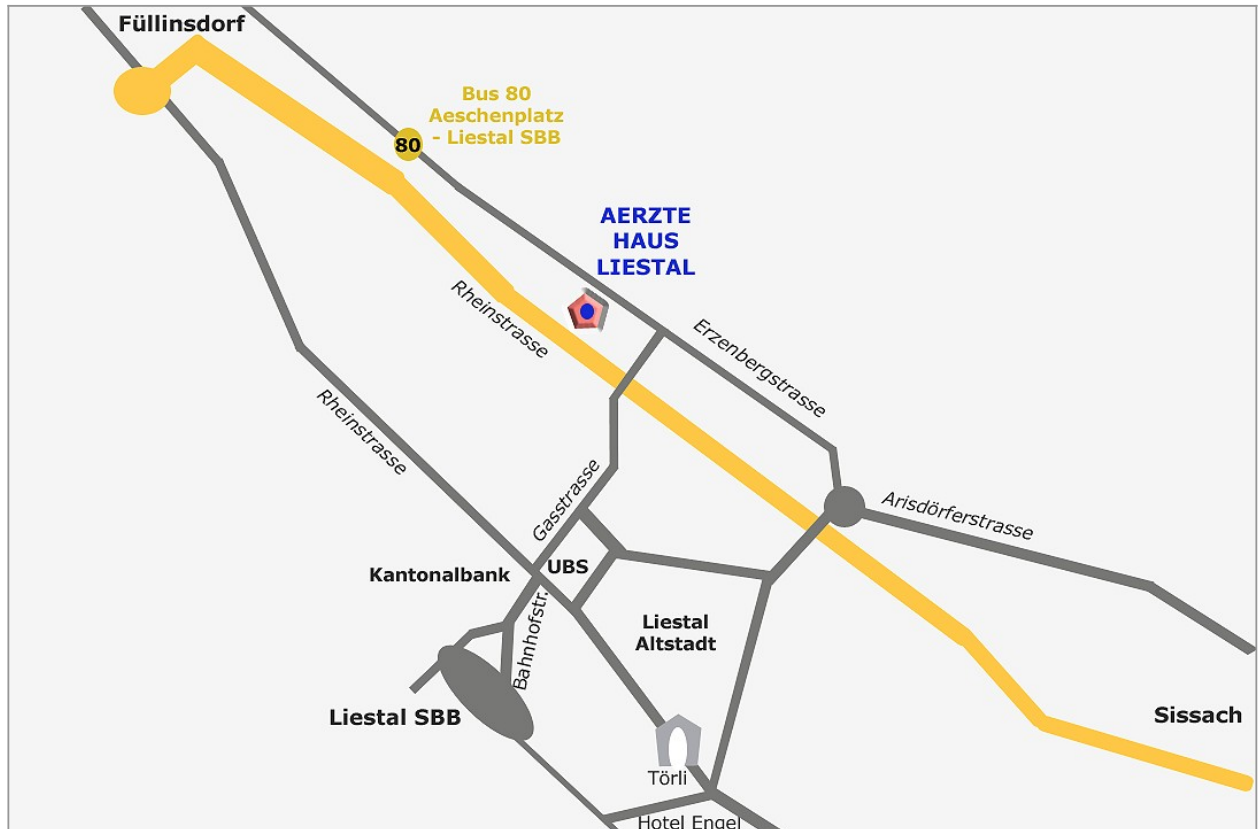 Füllinsdorf
Bus 80
Aeschenplatz
- Liestal SBB
80
AERZTE
HAUS
LIESTAL
Rheinstrasse
Erzenbergstrasse
Rheinstrasse
Gasstrasse
Arisdörferstrasse
Kantonalbank
UBS
Bahnhofstr.
Liestal
Altstadt
Liestal SBB
Sissach
Törli
Hotel Engel